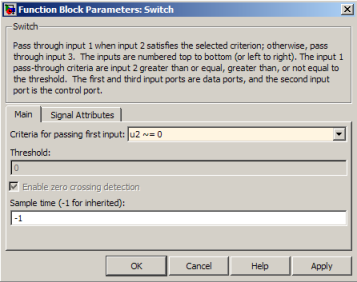 Function Block Parameters: Switch
Switch
Pass through input 1 when input 2 satisfies the selected criterion; otherwise, pass
through input 3. The inputs are numbered top to bottom (or left to right). The input 1
pass-through criteria are input 2 greater than or equal, greater than, or not equal to
the threshold. The first and third input ports are data ports, and the second input
port is the control port.
Main Signal Attributes
Criteria for passing first input: u2 ~= 0
Threshold:
0
Enable zero crossing detection
Sample time (-1 for inherited):
-1
OK Cancel Help Apply